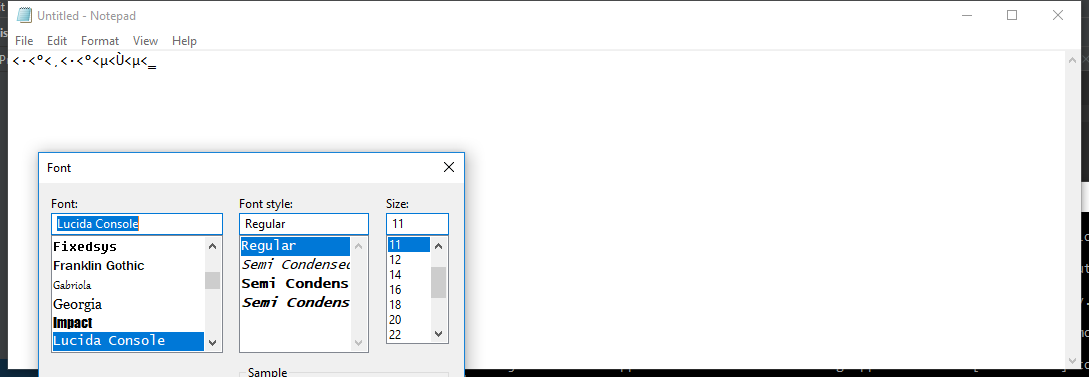 Untitled - Notepad
File Edit Format View Help
<·<º<¸<·<º<µ<Ù<µ<‗
Font
Font: Font style: Size:
Lucida Console Regular 11
Fixedsys Regular 11
Franklin Gothic Semi Condensed 12
Gabriola Semi Condens 14
Georgia Semi Condens 16
Impact 18
Lucida Console 20
22
Sample